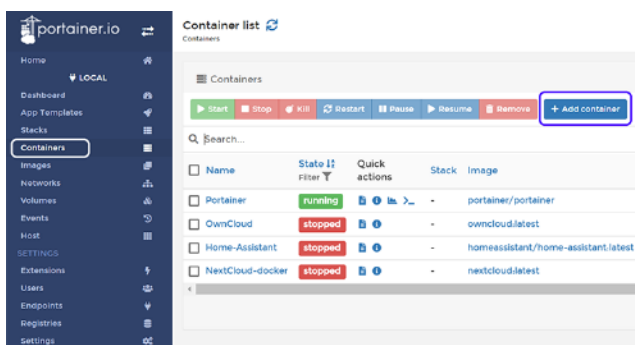 portainer.io
Home
LOCAL
Dashboard
App Templates
Stacks
Containers
Images
Networks
Volumes
Events
Host
SETTINGS
Extensions
Users
Endpoints
Registries
Settings
Container list
Containers
Containers
Start Stop Kill Restart Pause Resume Remove + Add container
Search...
Name State Filter Quick actions Stack Image
Portainer running >_ - portainer/portainer
OwnCloud stopped - owncloud:latest
Home-Assistant stopped - homeassistant/home-assistant:latest
NextCloud-docker stopped - nextcloud:latest